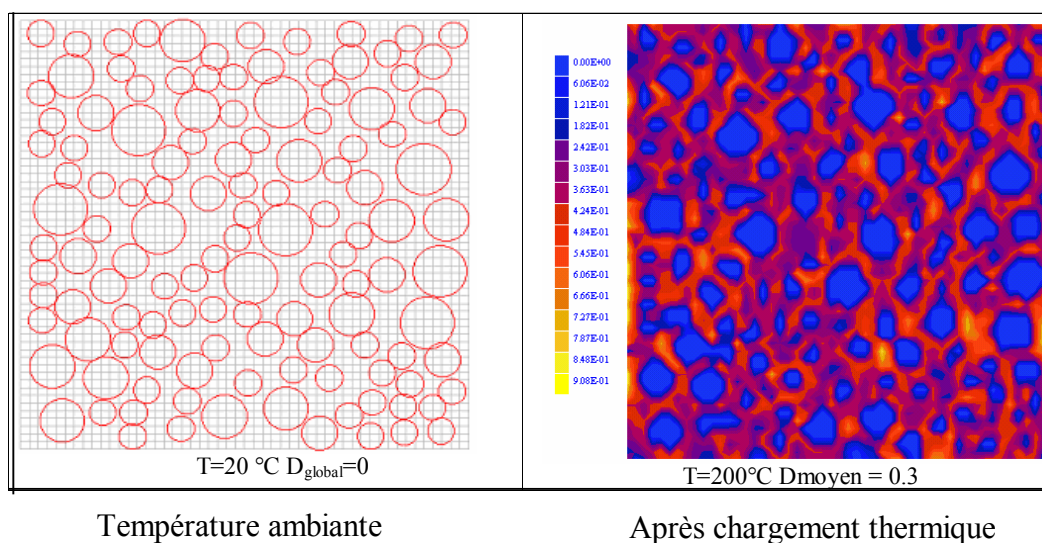 0.00E+00
6.06E-02
1.21E-01
1.82E-01
2.42E-01
3.03E-01
3.63E-01
4.24E-01
4.84E-01
5.45E-01
6.06E-01
6.66E-01
7.27E-01
7.87E-01
8.48E-01
9.08E-01
T=20 °C Dglobal=0
T=200°C Dmoyen = 0.3
Température ambiante
Après chargement thermique